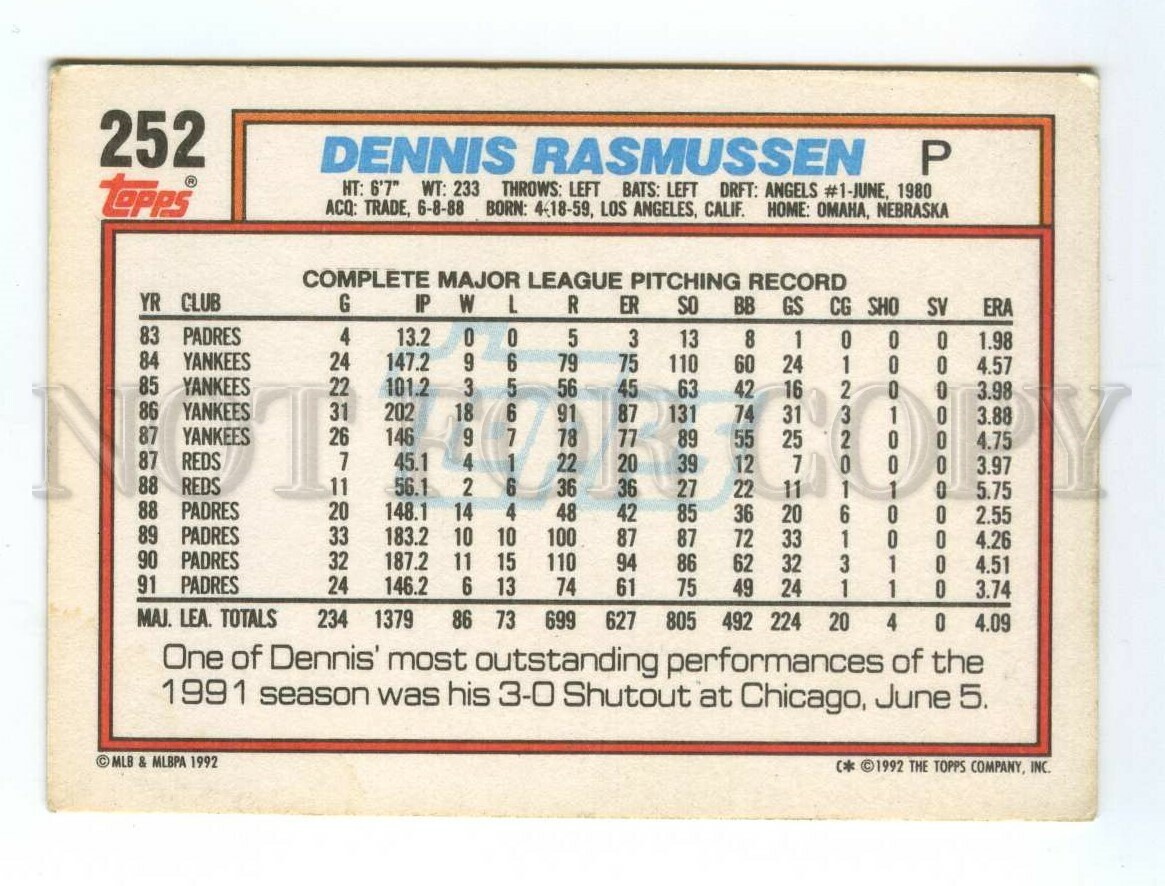 252
DENNIS RASMUSSEN P
topps®
HT: 6'7" WT: 233 THROWS: LEFT BATS: LEFT DRFT: ANGELS #1-JUNE, 1980
ACQ: TRADE, 6-8-88 BORN: 4-18-59, LOS ANGELES, CALIF. HOME: OMAHA, NEBRASKA
COMPLETE MAJOR LEAGUE PITCHING RECORD
YR CLUB G IP W L R ER SO BB GS CG SHO SV ERA
83 PADRES 4 13.2 0 0 5 3 13 8 1 0 0 0 1.98
84 YANKEES 24 147.2 9 6 79 75 110 60 24 1 0 0 4.57
85 YANKEES 22 101.2 3 5 56 45 63 42 16 2 0 0 3.98
86 YANKEES 31 202 18 6 91 87 131 74 31 3 1 0 3.88
87 YANKEES 26 146 9 7 78 77 89 55 25 2 0 0 4.75
87 REDS 7 45.1 4 1 22 20 39 12 7 0 0 0 3.97
88 REDS 11 56.1 2 6 36 36 27 22 11 1 1 0 5.75
88 PADRES 20 148.1 14 4 48 42 85 36 20 6 0 0 2.55
89 PADRES 33 183.2 10 10 100 87 87 72 33 1 0 0 4.26
90 PADRES 32 187.2 11 15 110 94 86 62 32 3 1 0 4.51
91 PADRES 24 146.2 6 13 74 61 75 49 24 1 1 0 3.74
MAJ. LEA. TOTALS 234 1379 86 73 699 627 805 492 224 20 4 0 4.09
One of Dennis' most outstanding performances of the
1991 season was his 3-0 Shutout at Chicago, June 5.
© MLB & MLBPA 1992
C* ©1992 THE TOPPS COMPANY, INC.
topps
NOT FOR COPY